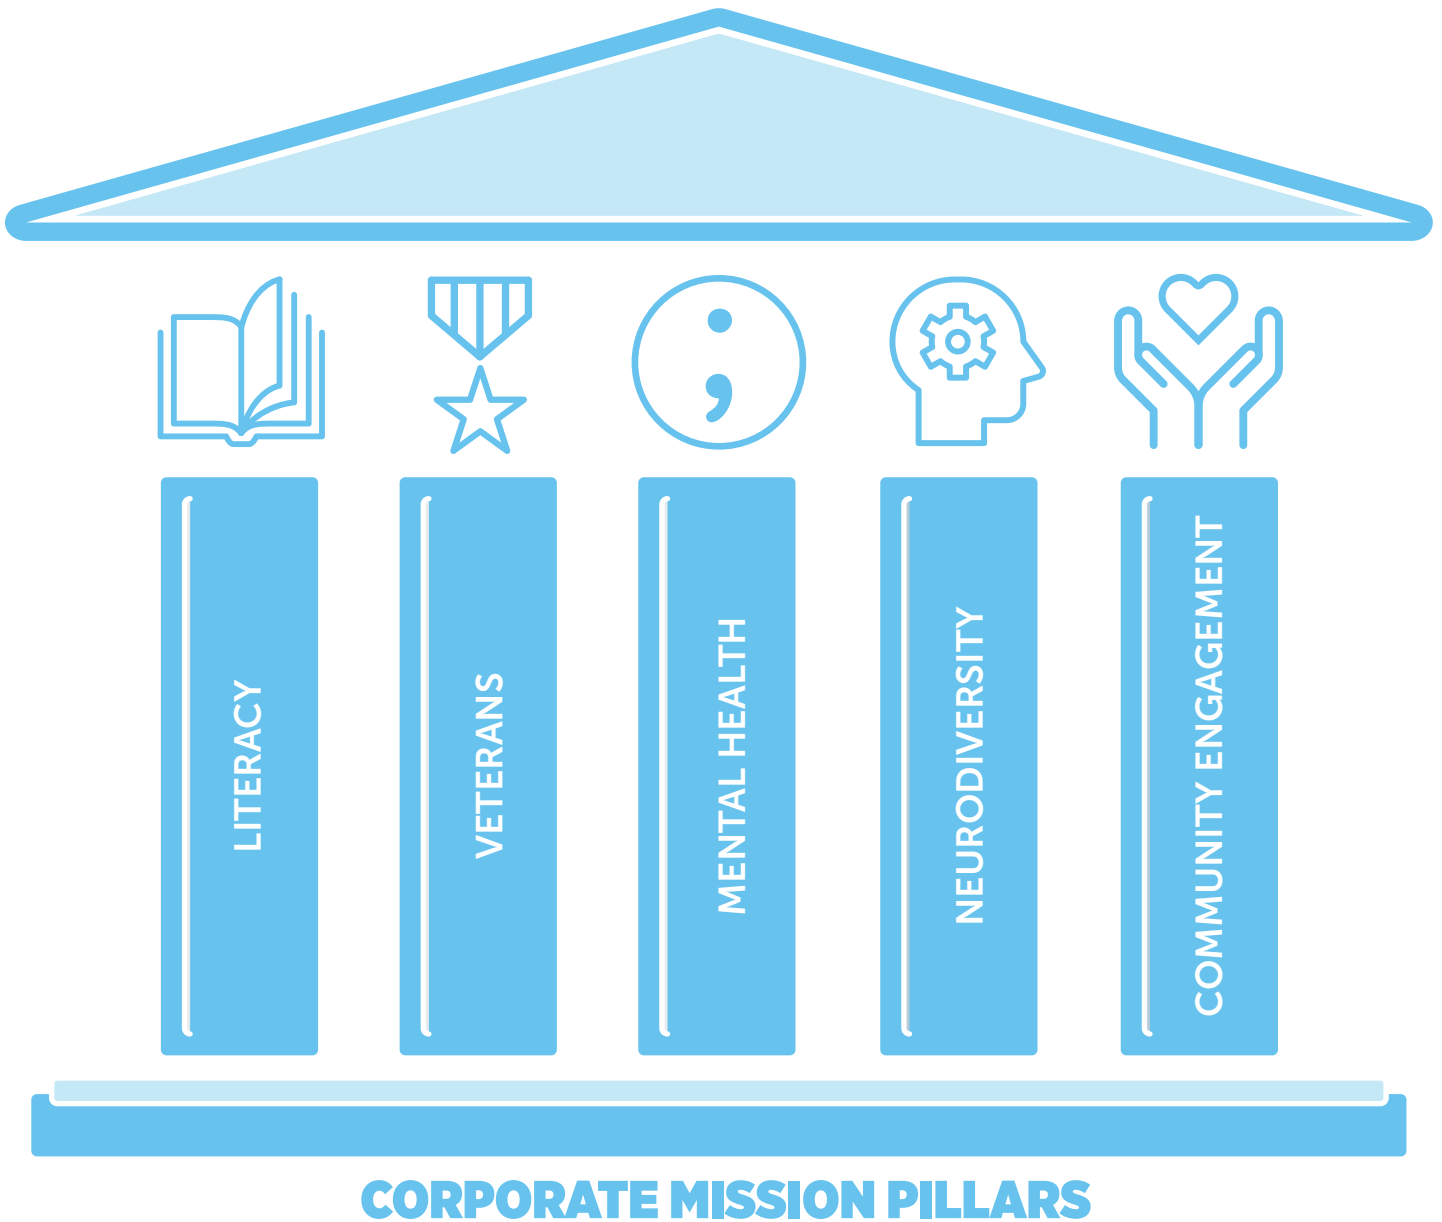 LITERACY
VETERANS
MENTAL HEALTH
NEURODIVERSITY
COMMUNITY ENGAGEMENT
CORPORATE MISSION PILLARS